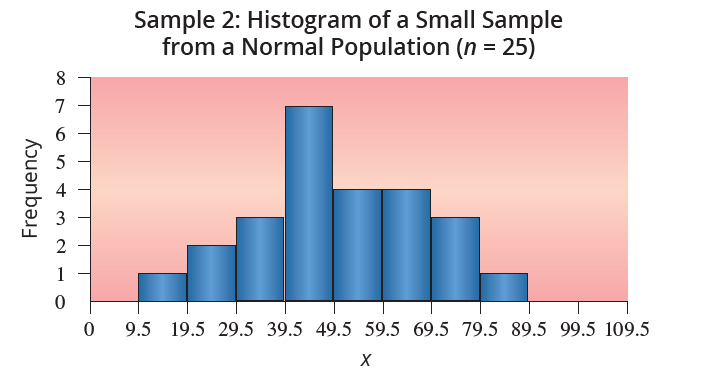 Sample 2: Histogram of a Small Sample
from a Normal Population (n = 25)
8
7
6
5
4
3
2
1
0
Frequency
0 9.5 19.5 29.5 39.5 49.5 59.5 69.5 79.5 89.5 99.5 109.5
x